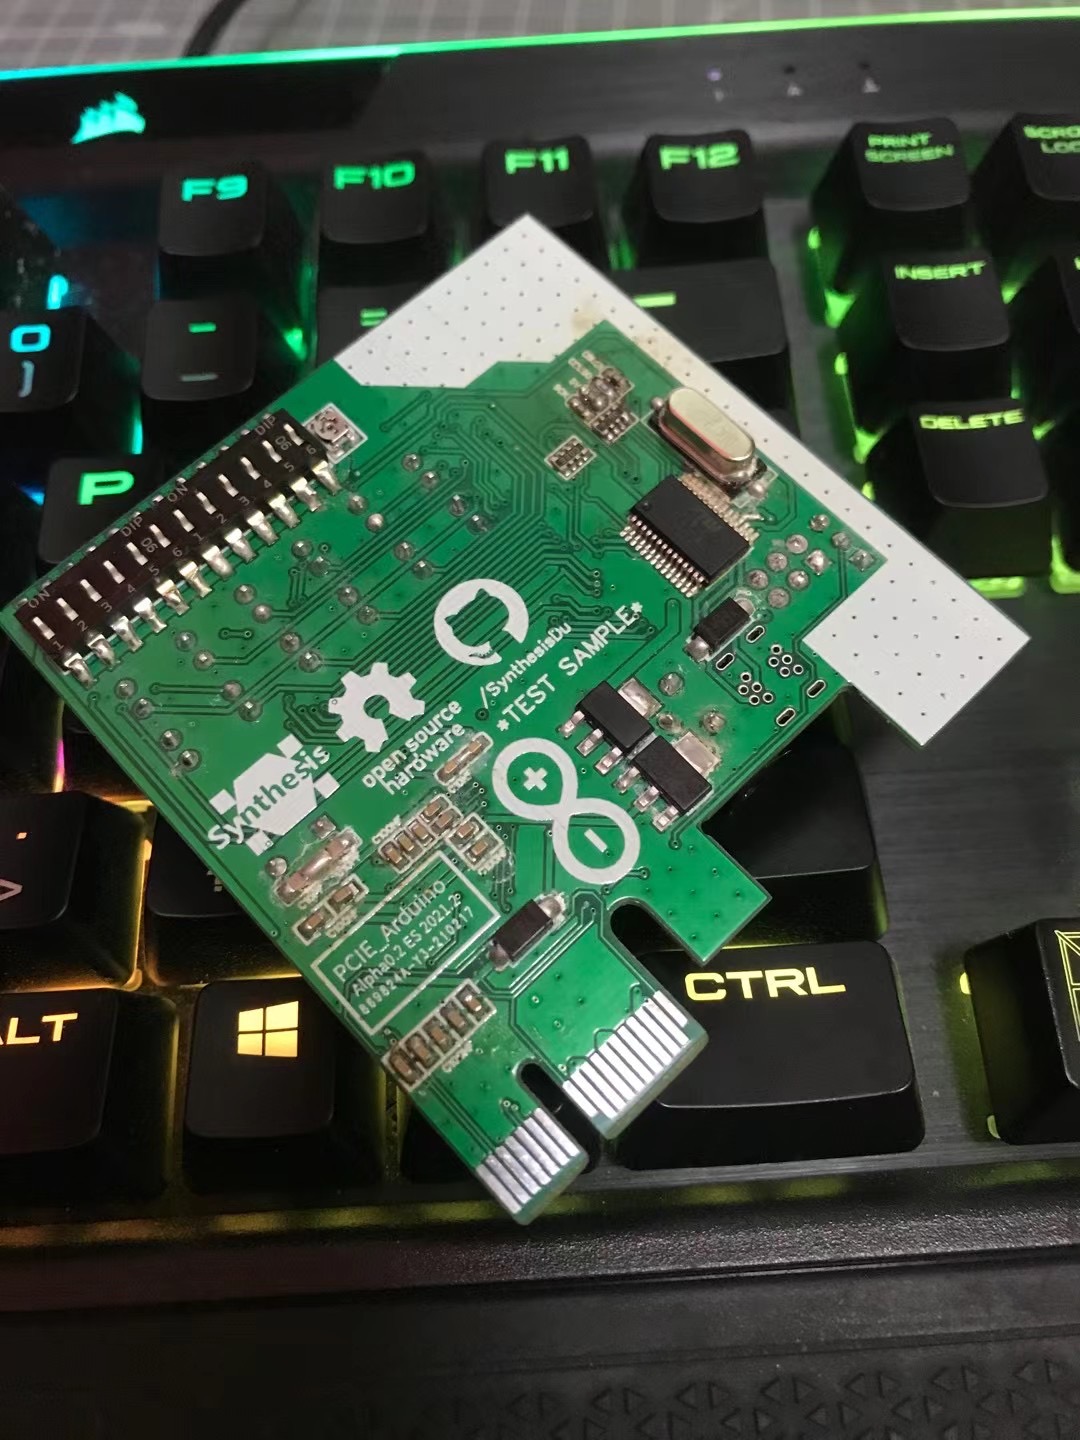 F9
F10
F11
F12
PRINT
SCREEN
INSERT
DELETE
P
DIP
ON
DIP
ON
Synthesis
open source
hardware
/SynthesisDu
*TEST SAMPLE*
PCIE_Arduino
Alpha0.2 ES 2021.2
CTRL